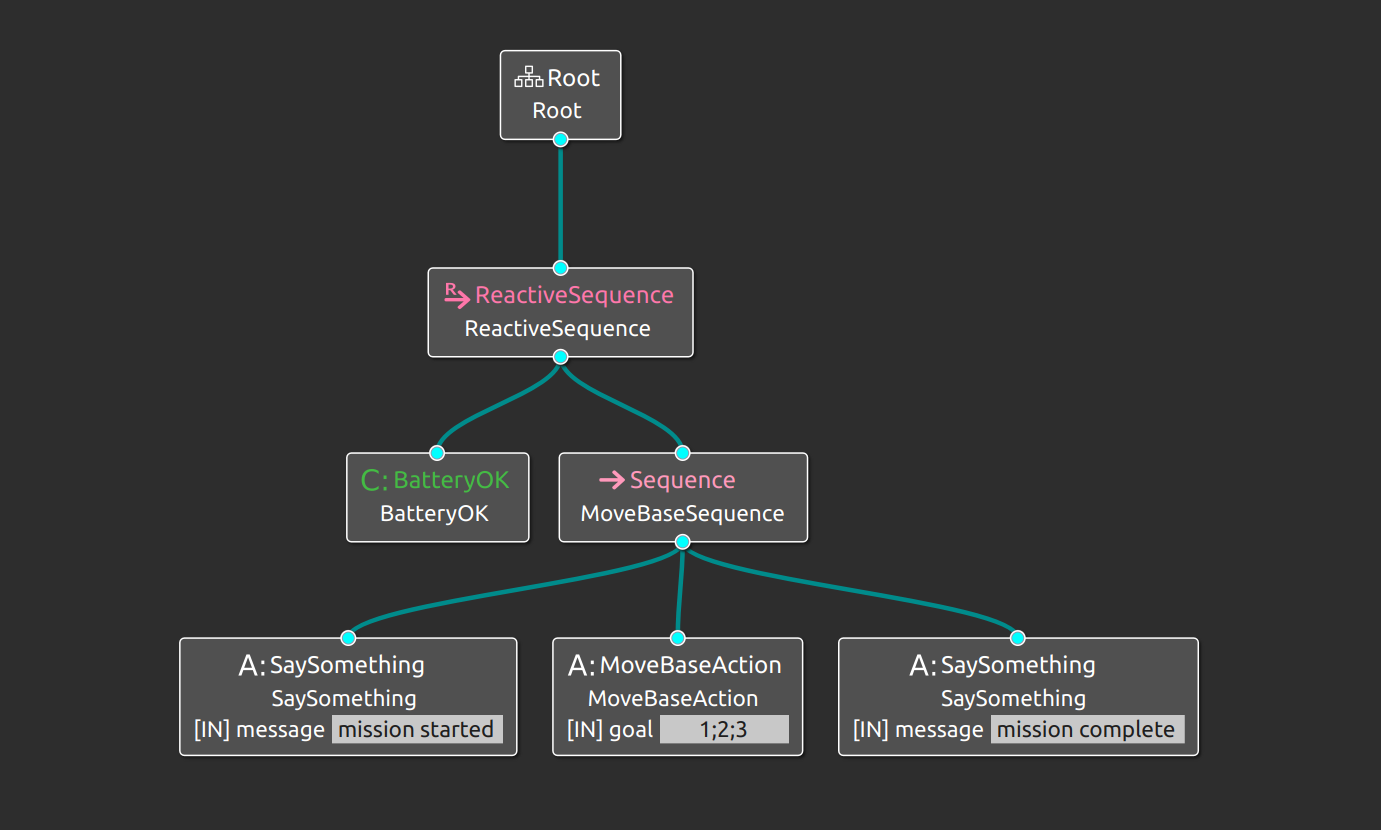 Root
Root
R ReactiveSequence
ReactiveSequence
C: BatteryOK
BatteryOK
Sequence
MoveBaseSequence
A: SaySomething
SaySomething
[IN] message mission started
A: MoveBaseAction
MoveBaseAction
[IN] goal 1;2;3
A: SaySomething
SaySomething
[IN] message mission complete